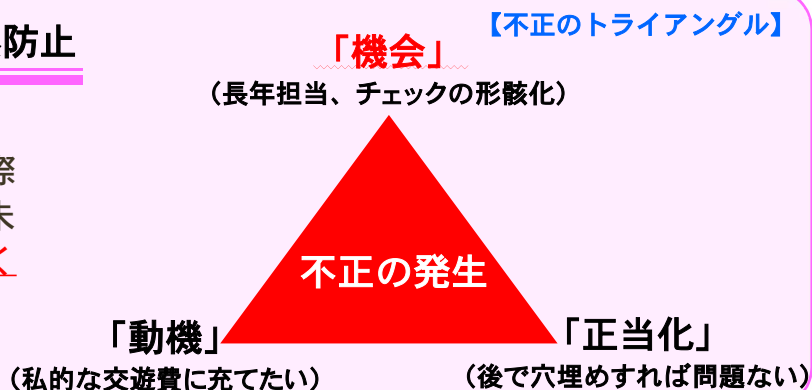 防止
【不正のトライアングル】
「機会」
（長年担当、チェックの形骸化）
際
未
く
不正の発生
「動機」
「正当化」
（私的な交遊費に充てたい）
（後で穴埋めすれば問題ない）